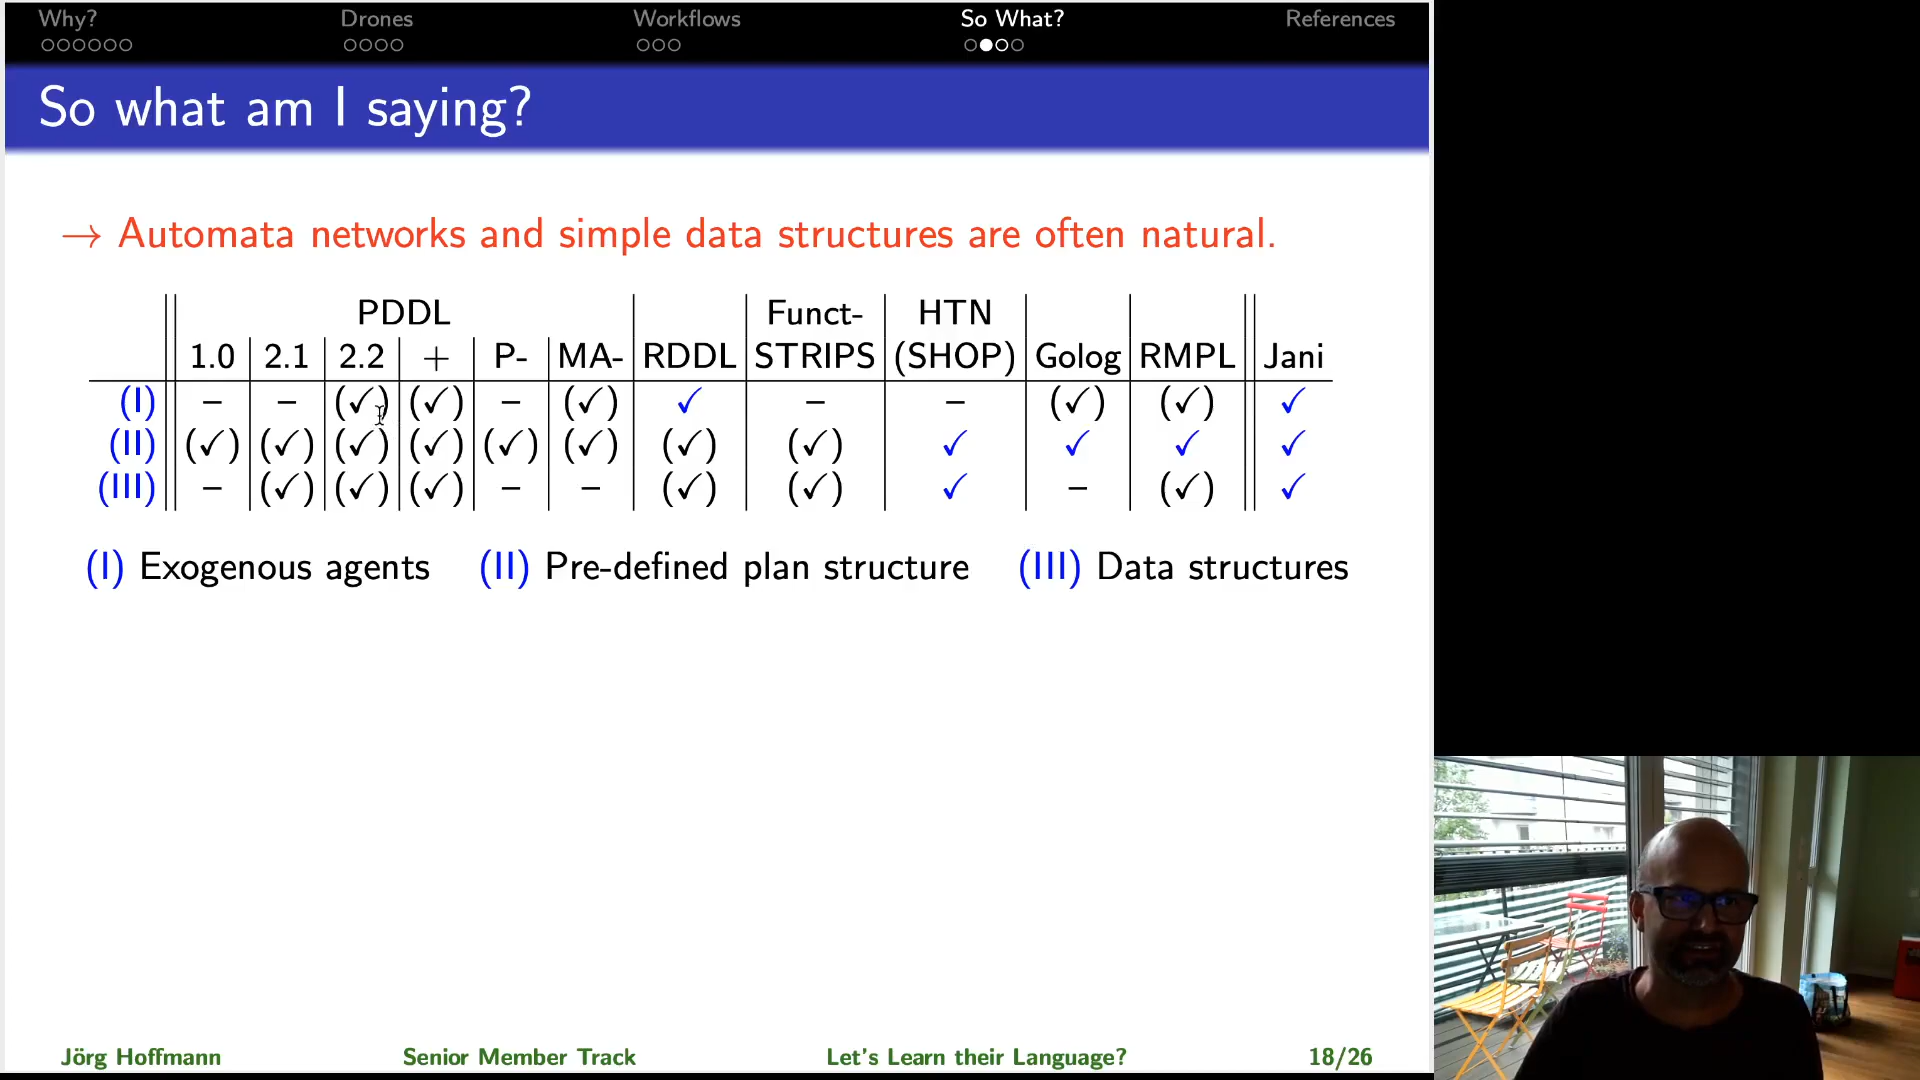 Why? Drones Workflows So What? References
So what am I saying?
→ Automata networks and simple data structures are often natural.
PDDL Funct- HTN
1.0 2.1 2.2 + P- MA- RDDL STRIPS (SHOP) Golog RMPL Jani
(I) – – (✓) (✓) – (✓) ✓ – – (✓) (✓) ✓
(II) (✓) (✓) (✓) (✓) (✓) (✓) (✓) (✓) ✓ ✓ ✓ ✓
(III) – (✓) (✓) (✓) – – (✓) (✓) ✓ – (✓) ✓
(I) Exogenous agents (II) Pre-defined plan structure (III) Data structures
Jörg Hoffmann Senior Member Track Let's Learn their Language? 18/26